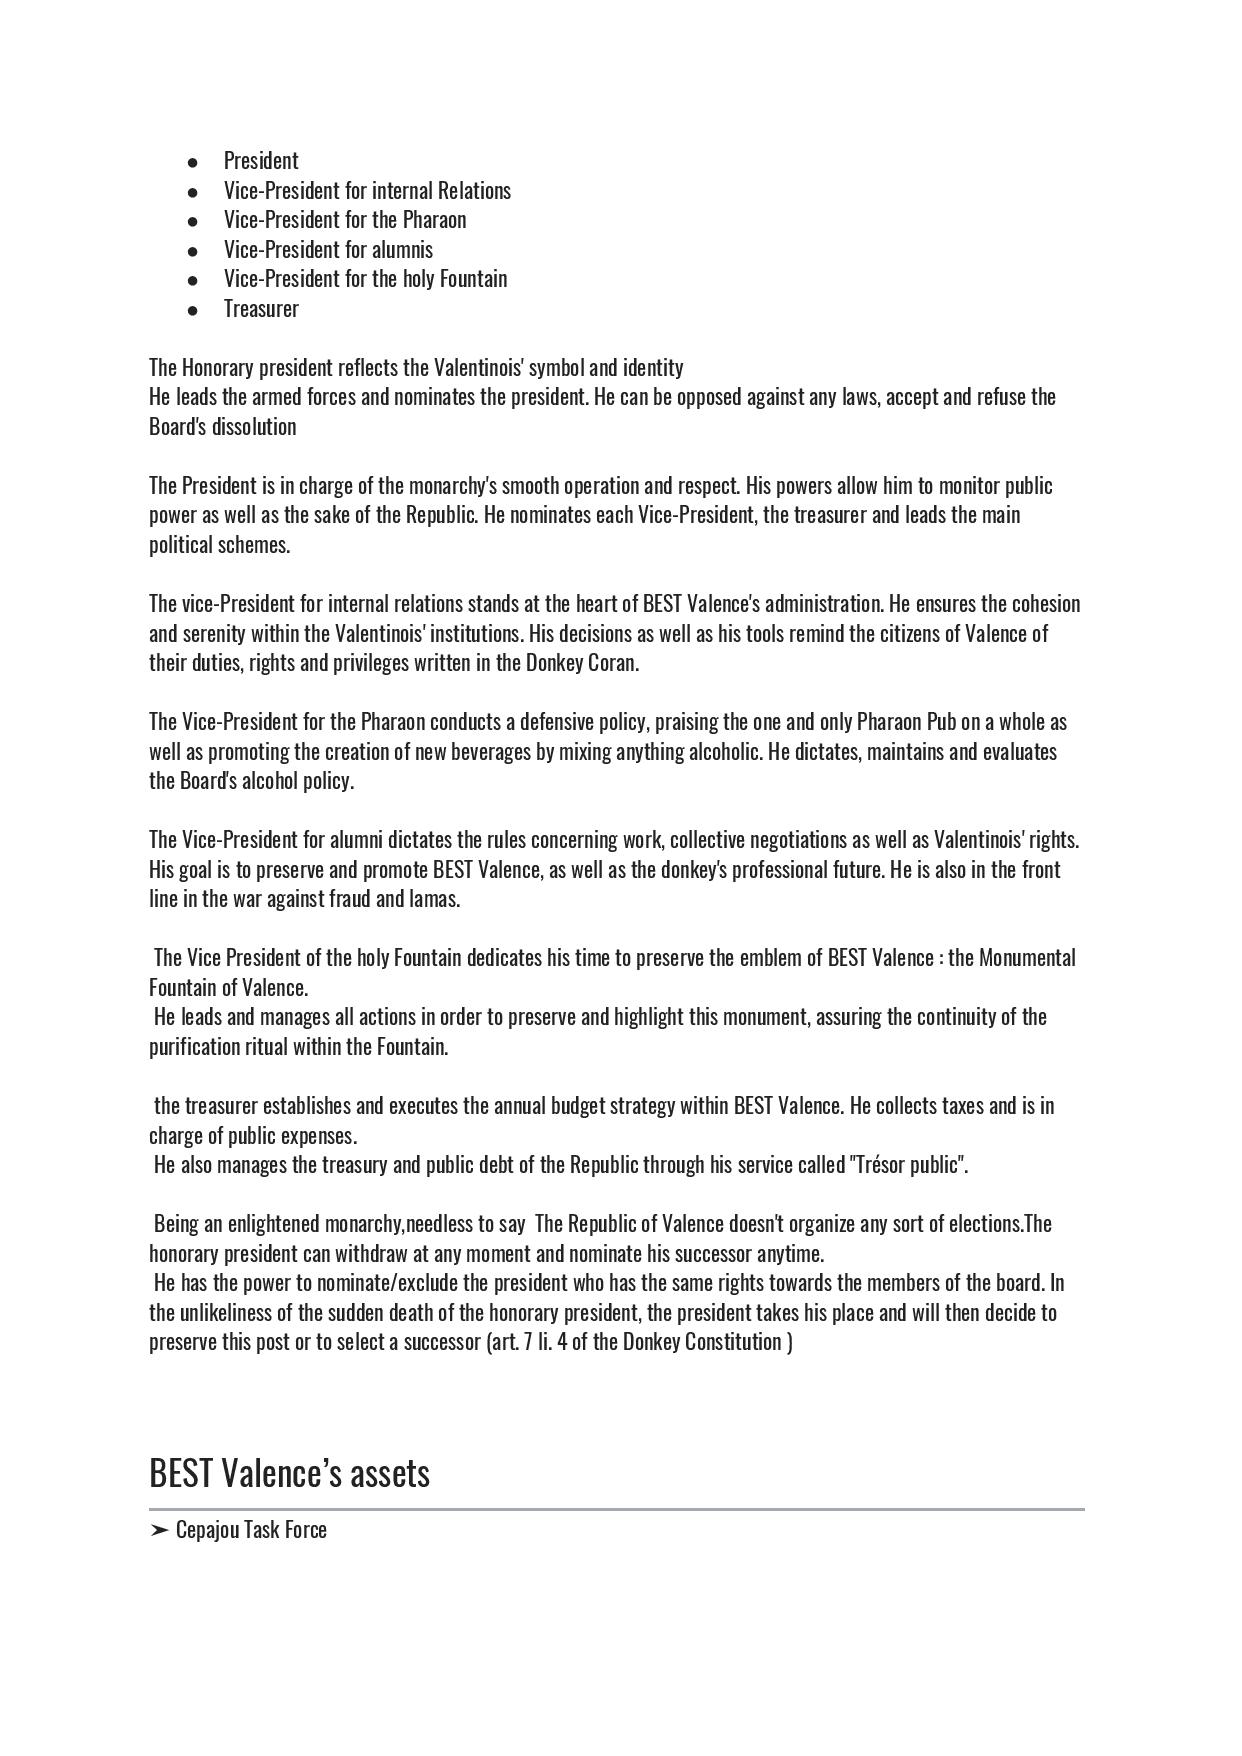 ● President
● Vice-President for internal Relations
● Vice-President for the Pharaon
● Vice-President for alumnis
● Vice-President for the holy Fountain
● Treasurer
The Honorary president reflects the Valentinois' symbol and identity
He leads the armed forces and nominates the president. He can be opposed against any laws, accept and refuse the
Board's dissolution
The President is in charge of the monarchy's smooth operation and respect. His powers allow him to monitor public
power as well as the sake of the Republic. He nominates each Vice-President, the treasurer and leads the main
political schemes.
The vice-President for internal relations stands at the heart of BEST Valence's administration. He ensures the cohesion
and serenity within the Valentinois' institutions. His decisions as well as his tools remind the citizens of Valence of
their duties, rights and privileges written in the Donkey Coran.
The Vice-President for the Pharaon conducts a defensive policy, praising the one and only Pharaon Pub on a whole as
well as promoting the creation of new beverages by mixing anything alcoholic. He dictates, maintains and evaluates
the Board's alcohol policy.
The Vice-President for alumni dictates the rules concerning work, collective negotiations as well as Valentinois' rights.
His goal is to preserve and promote BEST Valence, as well as the donkey's professional future. He is also in the front
line in the war against fraud and lamas.
The Vice President of the holy Fountain dedicates his time to preserve the emblem of BEST Valence : the Monumental
Fountain of Valence.
He leads and manages all actions in order to preserve and highlight this monument, assuring the continuity of the
purification ritual within the Fountain.
the treasurer establishes and executes the annual budget strategy within BEST Valence. He collects taxes and is in
charge of public expenses.
He also manages the treasury and public debt of the Republic through his service called "Trésor public".
Being an enlightened monarchy,needless to say  The Republic of Valence doesn't organize any sort of elections.The
honorary president can withdraw at any moment and nominate his successor anytime.
He has the power to nominate/exclude the president who has the same rights towards the members of the board. In
the unlikeliness of the sudden death of the honorary president, the president takes his place and will then decide to
preserve this post or to select a successor (art. 7 li. 4 of the Donkey Constitution )
BEST Valence’s assets
➢ Cepajou Task Force